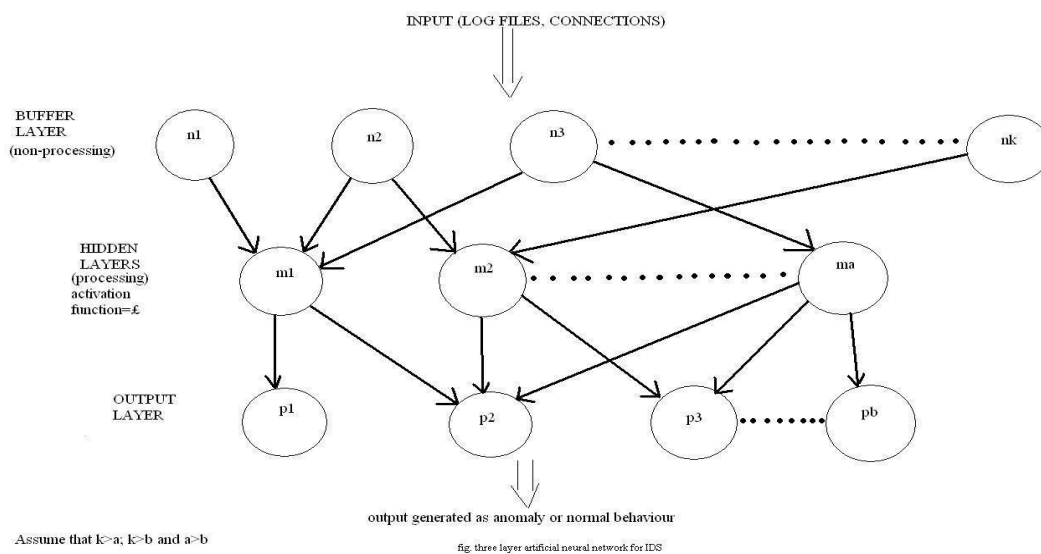 INPUT (LOG FILES, CONNECTIONS)
BUFFER
LAYER
(non-processing)
n1
n2
n3
nk
HIDDEN
LAYERS
(processing)
activation
function=£
m1
m2
ma
OUTPUT
LAYER
p1
p2
p3
pb
output generated as anomaly or normal behaviour
Assume that k>a; k>b and a>b
fig. three layer artificial neural network for IDS